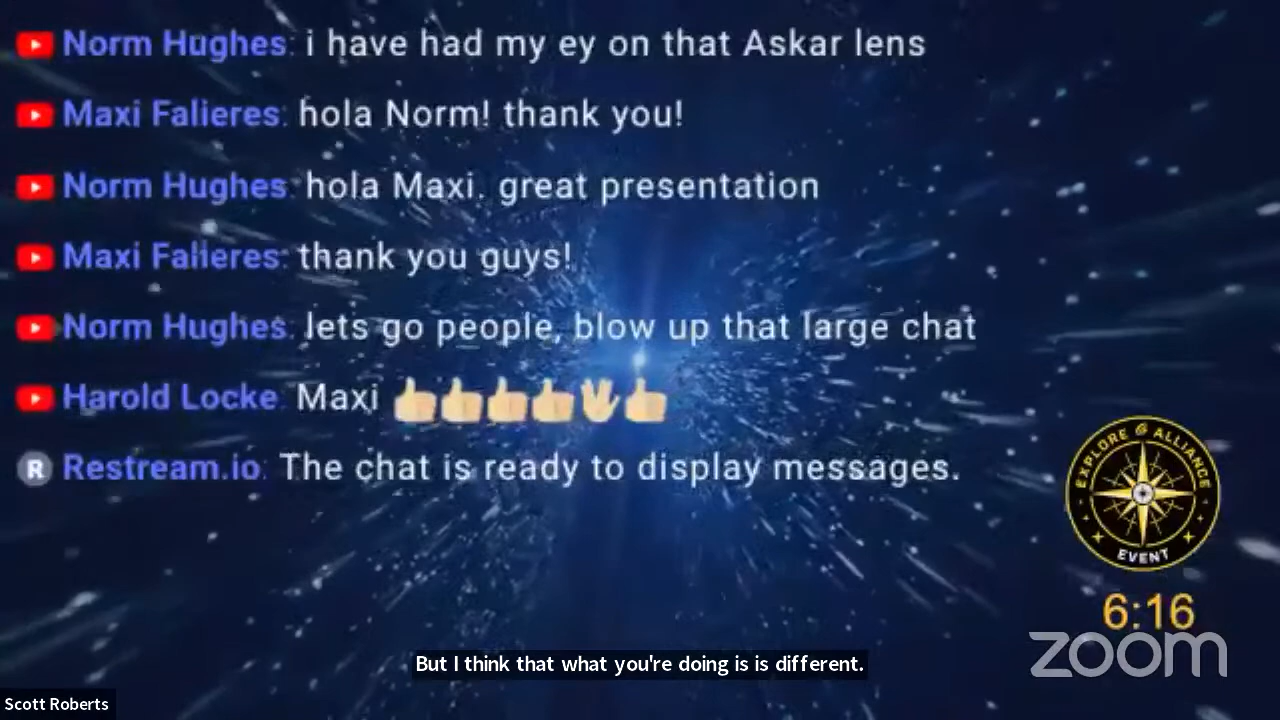 Norm Hughes: i have had my ey on that Askar lens
Maxi Falieres: hola Norm! thank you!
Norm Hughes: hola Maxi. great presentation
Maxi Falieres: thank you guys!
Norm Hughes: lets go people, blow up that large chat
Harold Locke: Maxi 👍🏼👍🏼👍🏼👍🏼🖖🏼👍🏼
R Restream.io: The chat is ready to display messages.
EXPLORE ALLIANCE
EVENT
6:16
zoom
But I think that what you're doing is is different.
Scott Roberts